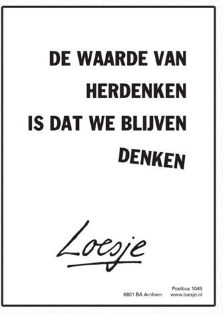 DE WAARDE VAN
HERDENKEN
IS DAT WE BLIJVEN
DENKEN
Loesje
Postbus 1045
6801 BA Arnhem www.loesje.nl